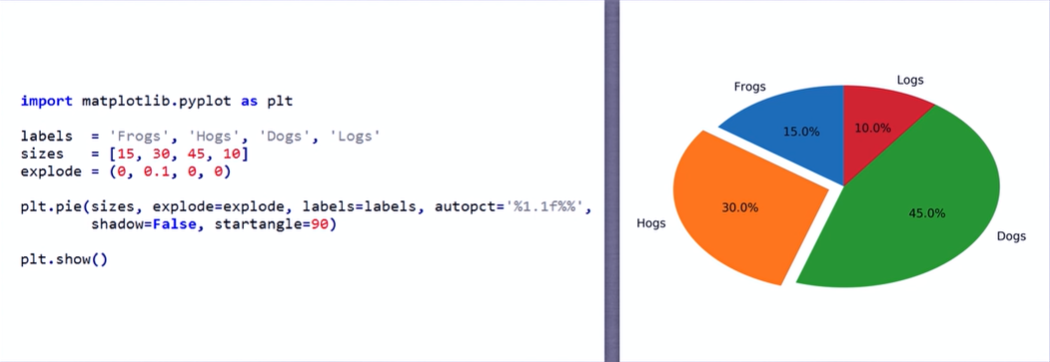 import matplotlib.pyplot as plt
labels = 'Frogs', 'Hogs', 'Dogs', 'Logs'
sizes = [15, 30, 45, 10]
explode = (0, 0.1, 0, 0)
plt.pie(sizes, explode=explode, labels=labels, autopct='%1.1f%%',
shadow=False, startangle=90)
plt.show()
Frogs
Logs
15.0%
10.0%
30.0%
45.0%
Hogs
Dogs